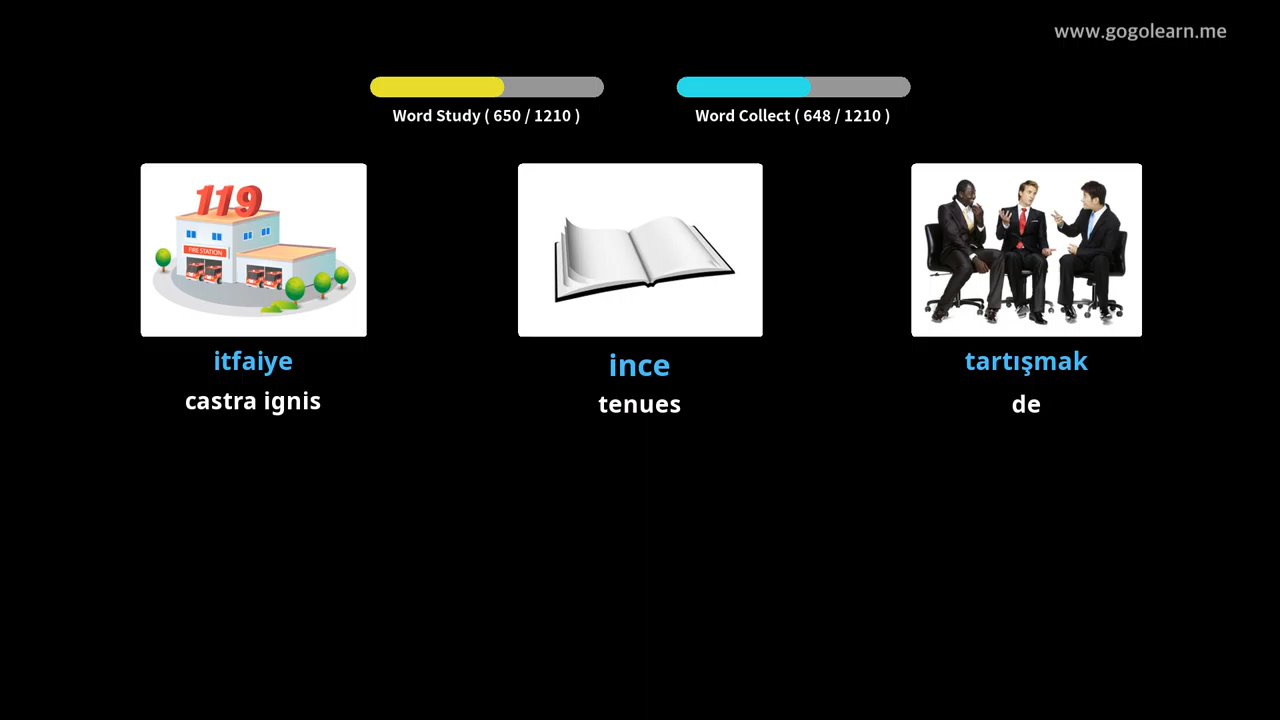 www.gogolearn.me
Word Study ( 650 / 1210 )
Word Collect ( 648 / 1210 )
119
FIRE STATION
itfaiye
ince
tartışmak
castra ignis
tenues
de